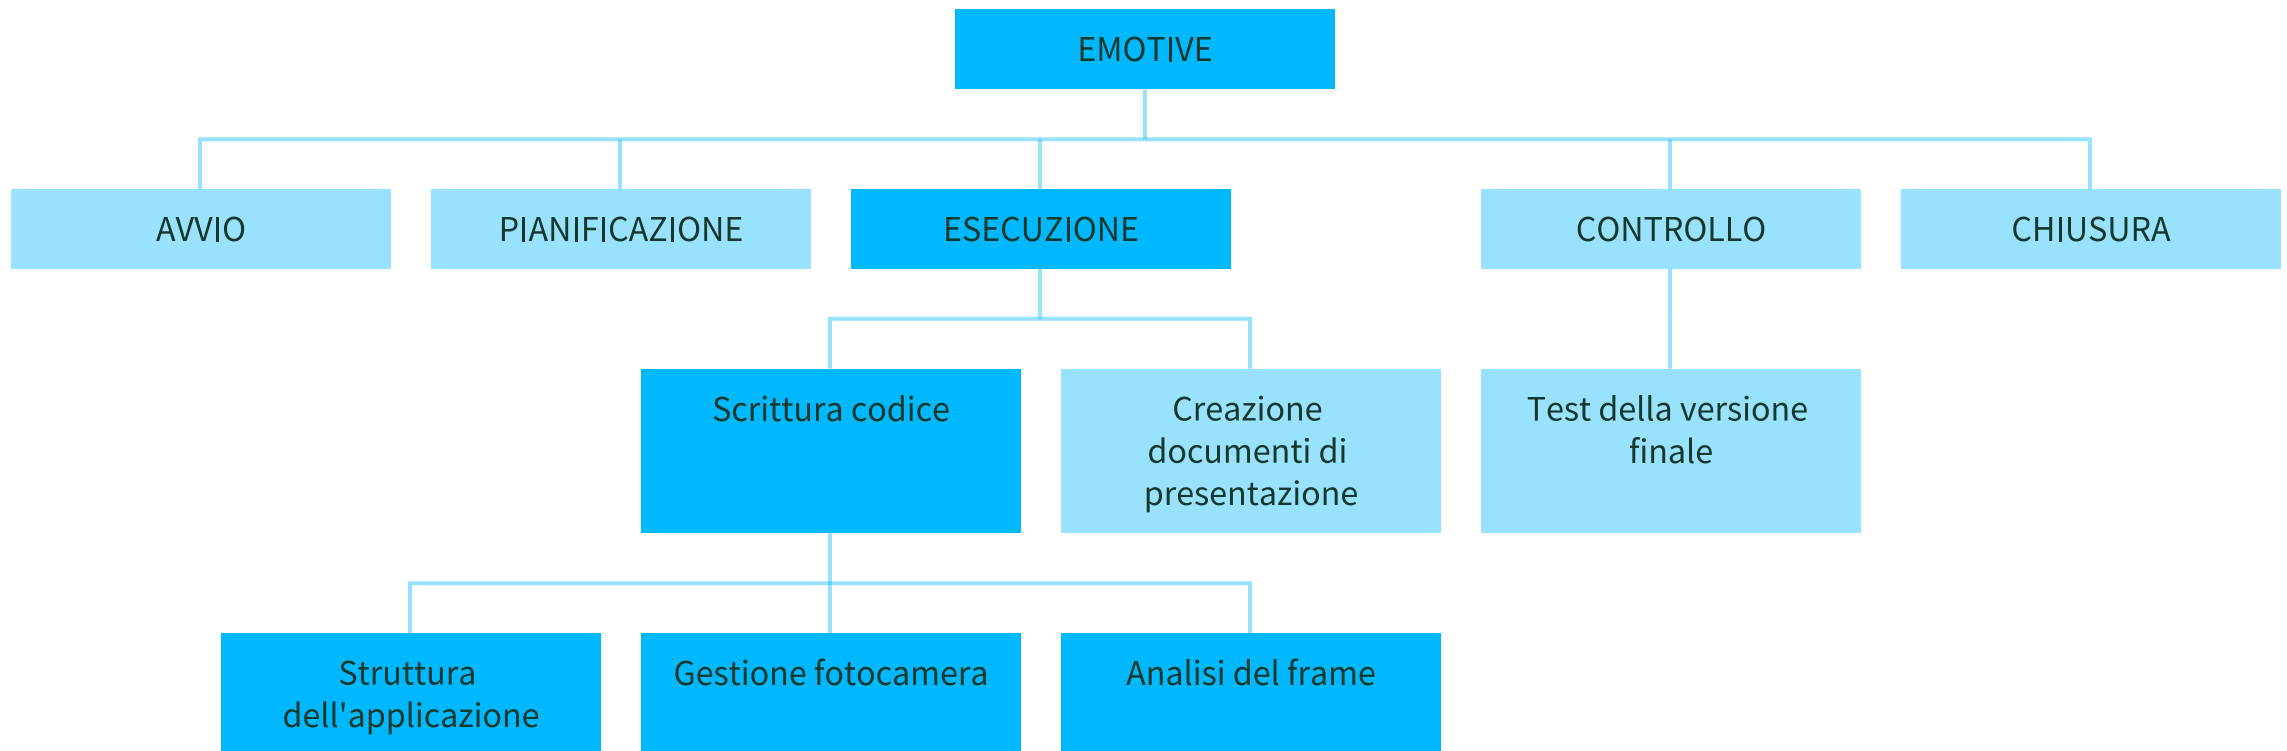 EMOTIVE
AVVIO
PIANIFICAZIONE
ESECUZIONE
CONTROLLO
CHIUSURA
Scrittura codice
Creazione
documenti di
presentazione
Test della versione
finale
Struttura
dell'applicazione
Gestione fotocamera
Analisi del frame